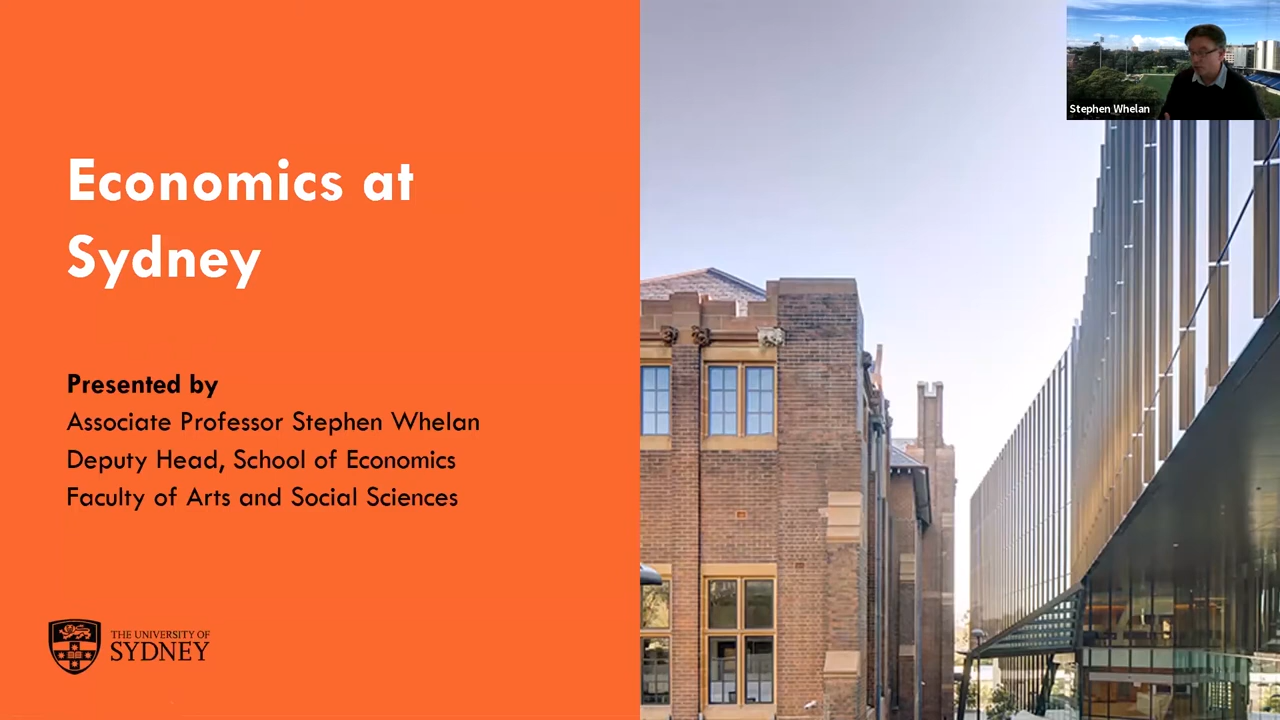 Stephen Whelan
Economics at
Sydney
Presented by
Associate Professor Stephen Whelan
Deputy Head, School of Economics
Faculty of Arts and Social Sciences
THE UNIVERSITY OF
SYDNEY